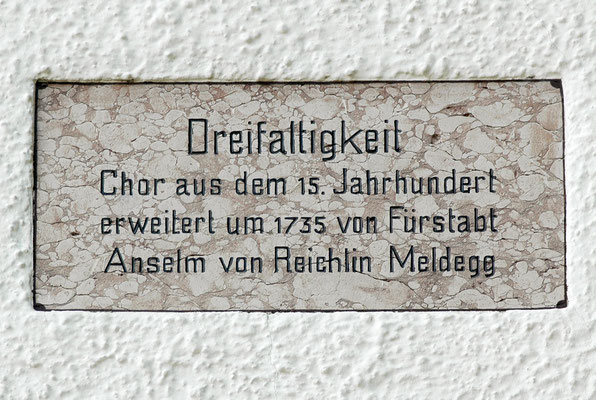 Dreifaltigkeit
Chor aus dem 15. Jahrhundert
erweitert um 1735 von Fürstabt
Anselm von Reichlin Meldegg